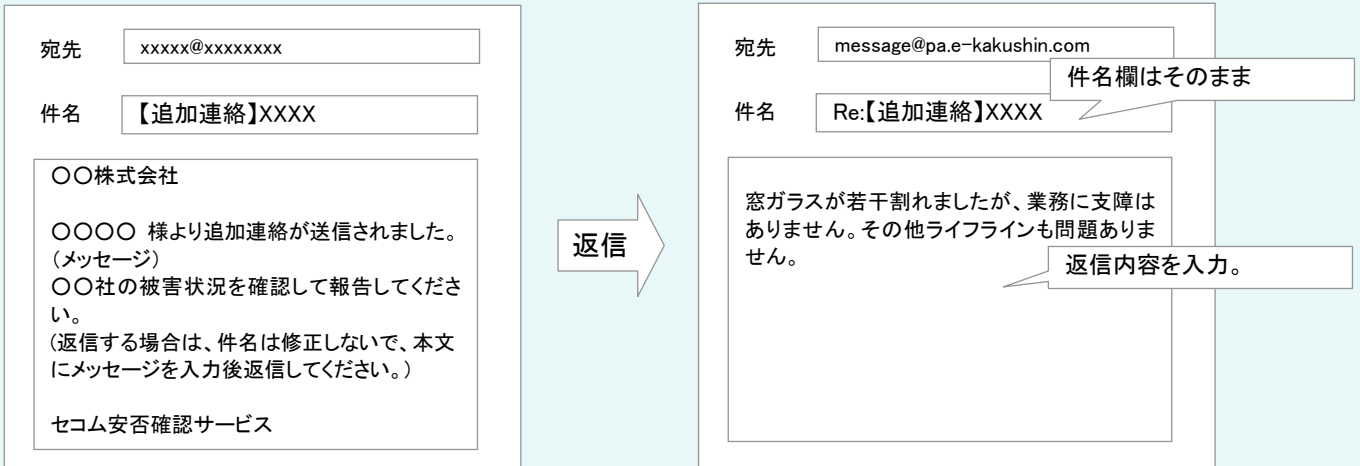 宛先
xxxxx@xxxxxxxx
件名
【追加連絡】XXXX
〇〇株式会社
〇〇〇〇 様より追加連絡が送信されました。
（メッセージ）
〇〇社の被害状況を確認して報告してくださ
い。
（返信する場合は、件名は修正しないで、本文
にメッセージを入力後返信してください。）
セコム安否確認サービス
返信
宛先
message@pa.e-kakushin.com
件名欄はそのまま
件名
Re:【追加連絡】XXXX
窓ガラスが若干割れましたが、業務に支障は
ありません。その他ライフラインも問題ありま
せん。
返信内容を入力。